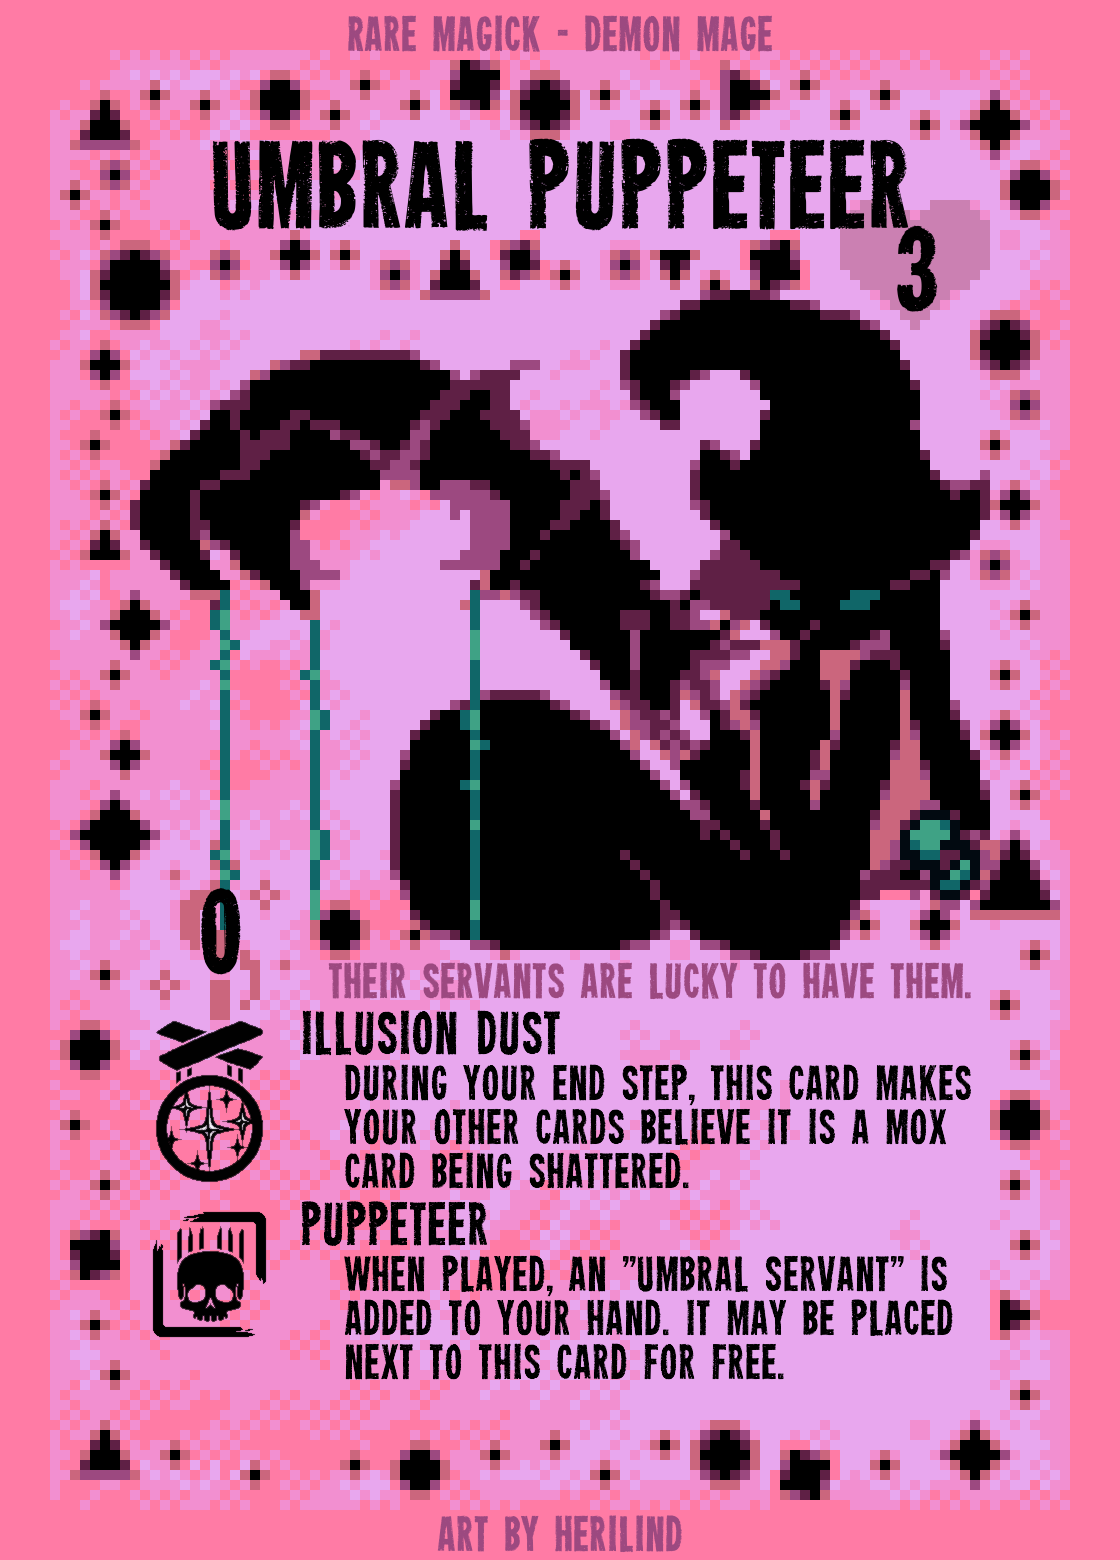 RARE MAGICK - DEMON MAGE
UMBRAL PUPPETEER
3
0
THEIR SERVANTS ARE LUCKY TO HAVE THEM.
ILLUSION DUST
DURING YOUR END STEP, THIS CARD MAKES
YOUR OTHER CARDS BELIEVE IT IS A MOX
CARD BEING SHATTERED.
PUPPETEER
WHEN PLAYED, AN "UMBRAL SERVANT" IS
ADDED TO YOUR HAND. IT MAY BE PLACED
NEXT TO THIS CARD FOR FREE.
ART BY HERILIND